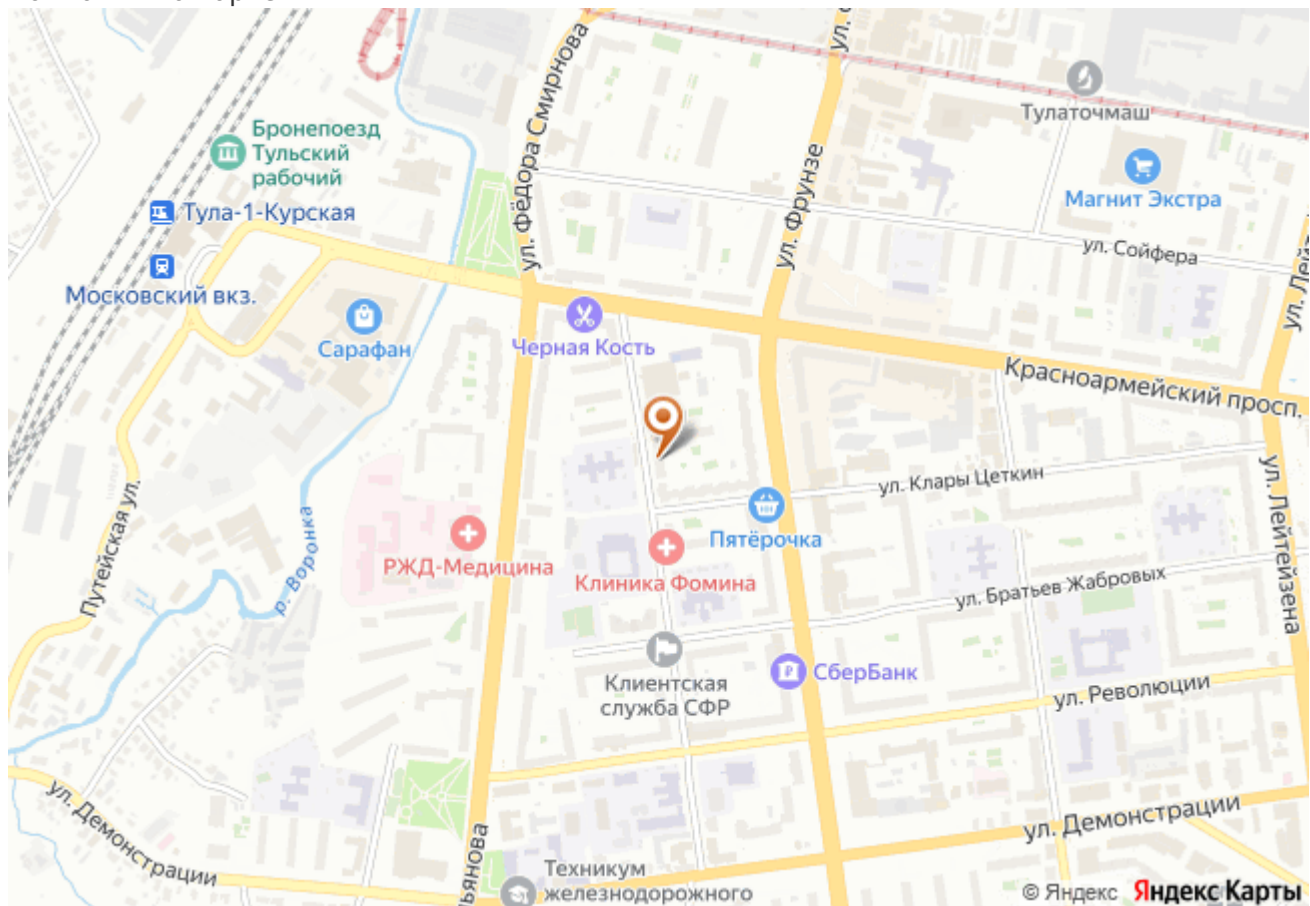 ул. Фёдора Смирнова
Тулаточмаш
Бронепоезд
Тульский
рабочий
ул. Фрунзе
Магнит Экстра
Тула-1-Курская
ул. Сойфера
Московский вкз.
Сарафан
Черная Кость
Красноармейский просп.
ул. Клары Цеткин
ул. Лейтейзена
Путейская ул.
р. Воронка
Пятёрочка
РЖД-Медицина
Клиника Фомина
ул. Братьев Жабровых
СберБанк
Клиентская
служба СФР
ул. Революции
ул. Демонстрации
ул. Демонстрации
Техникум
железнодорожного
© Яндекс Яндекс Карты